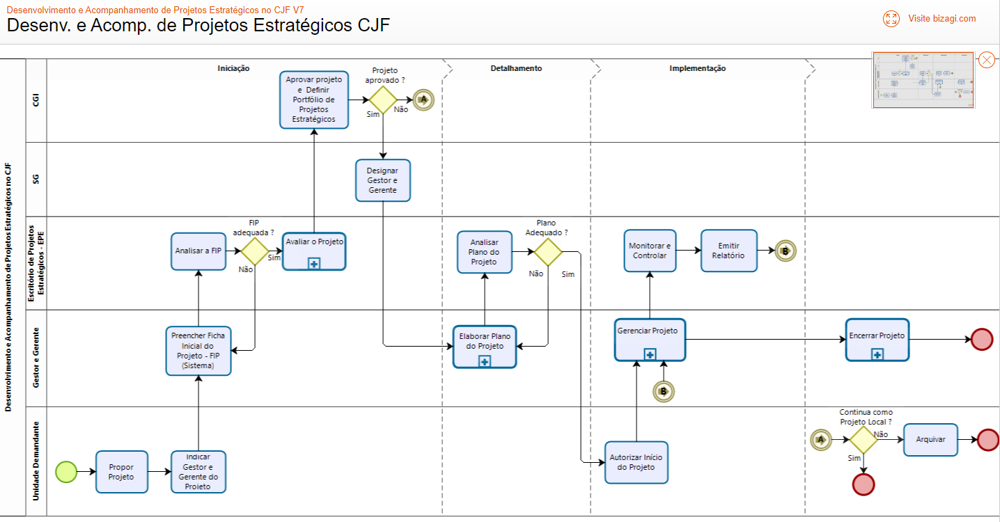 Desenvolvimento e Acompanhamento de Projetos Estratégicos no CJF V7
Desenv. e Acomp. de Projetos Estratégicos CJF
Visite bizagi.com
Desenvolvimento e Acompanhamento de Projetos Estratégicos no CJF
Iniciação
Detalhamento
Implementação
CGI
Aprovar projeto
e Definir
Portfólio de
Projetos
Estratégicos
Projeto
aprovado ?
Não
Sim
A
SG
Designar
Gestor e
Gerente
Escritório de Projetos
Estratégicos - EPE
Analisar a FIP
FIP
adequada ?
Sim
Não
Avaliar o Projeto
Analisar
Plano do
Projeto
Plano
Adequado ?
Não
Sim
Monitorar e
Controlar
Emitir
Relatório
B
Gestor e Gerente
Preencher Ficha
Inicial do
Projeto - FIP
(Sistema)
Elaborar Plano
do Projeto
Gerenciar Projeto
B
Encerrar Projeto
Unidade Demandante
Propor
Projeto
Indicar
Gestor e
Gerente do
Projeto
Autorizar Início
do Projeto
A
Continua como
Projeto Local ?
Não
Sim
Arquivar